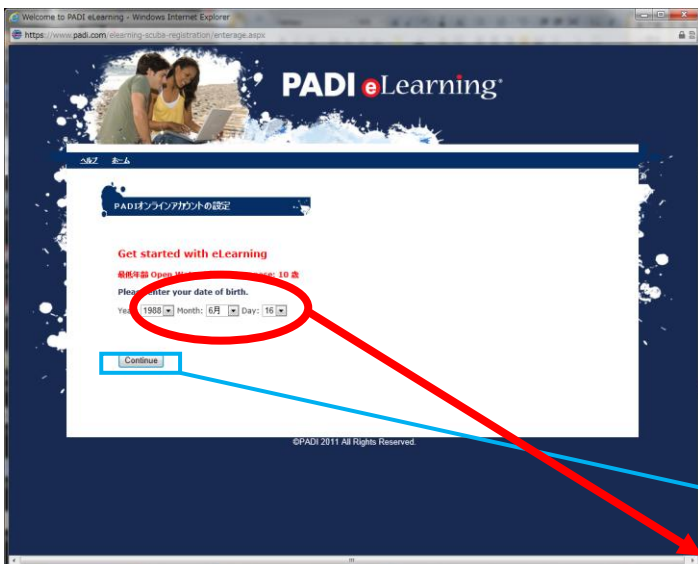 Welcome to PADI eLearning - Windows Internet Explorer
https://www.padi.com/elearning-scuba-registration/enterage.aspx
PADI eLearning
ヘルプ ホーム
PADIオンラインアカウントの設定
Get started with eLearning
最低年齢 Open : 10 歳
Please enter your date of birth.
Year: 1988 Month: 6月 Day: 16
Continue
©PADI 2011 All Rights Reserved.